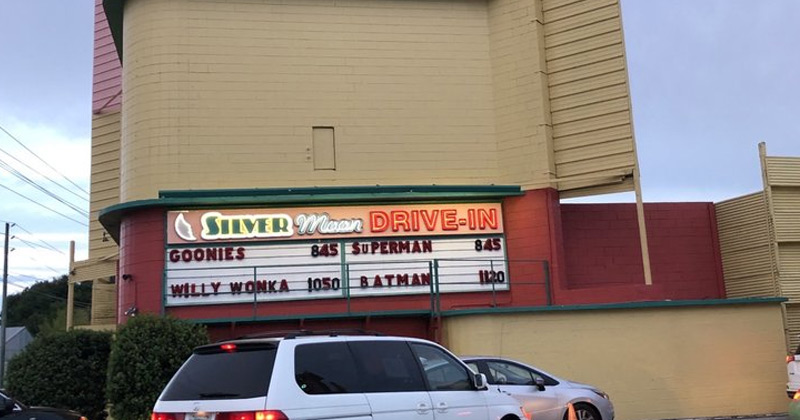 SILVER Moon DRIVE-IN
GOONIES 845 SUPERMAN 845
WILLY WONKA 1050 BATMAN 1120